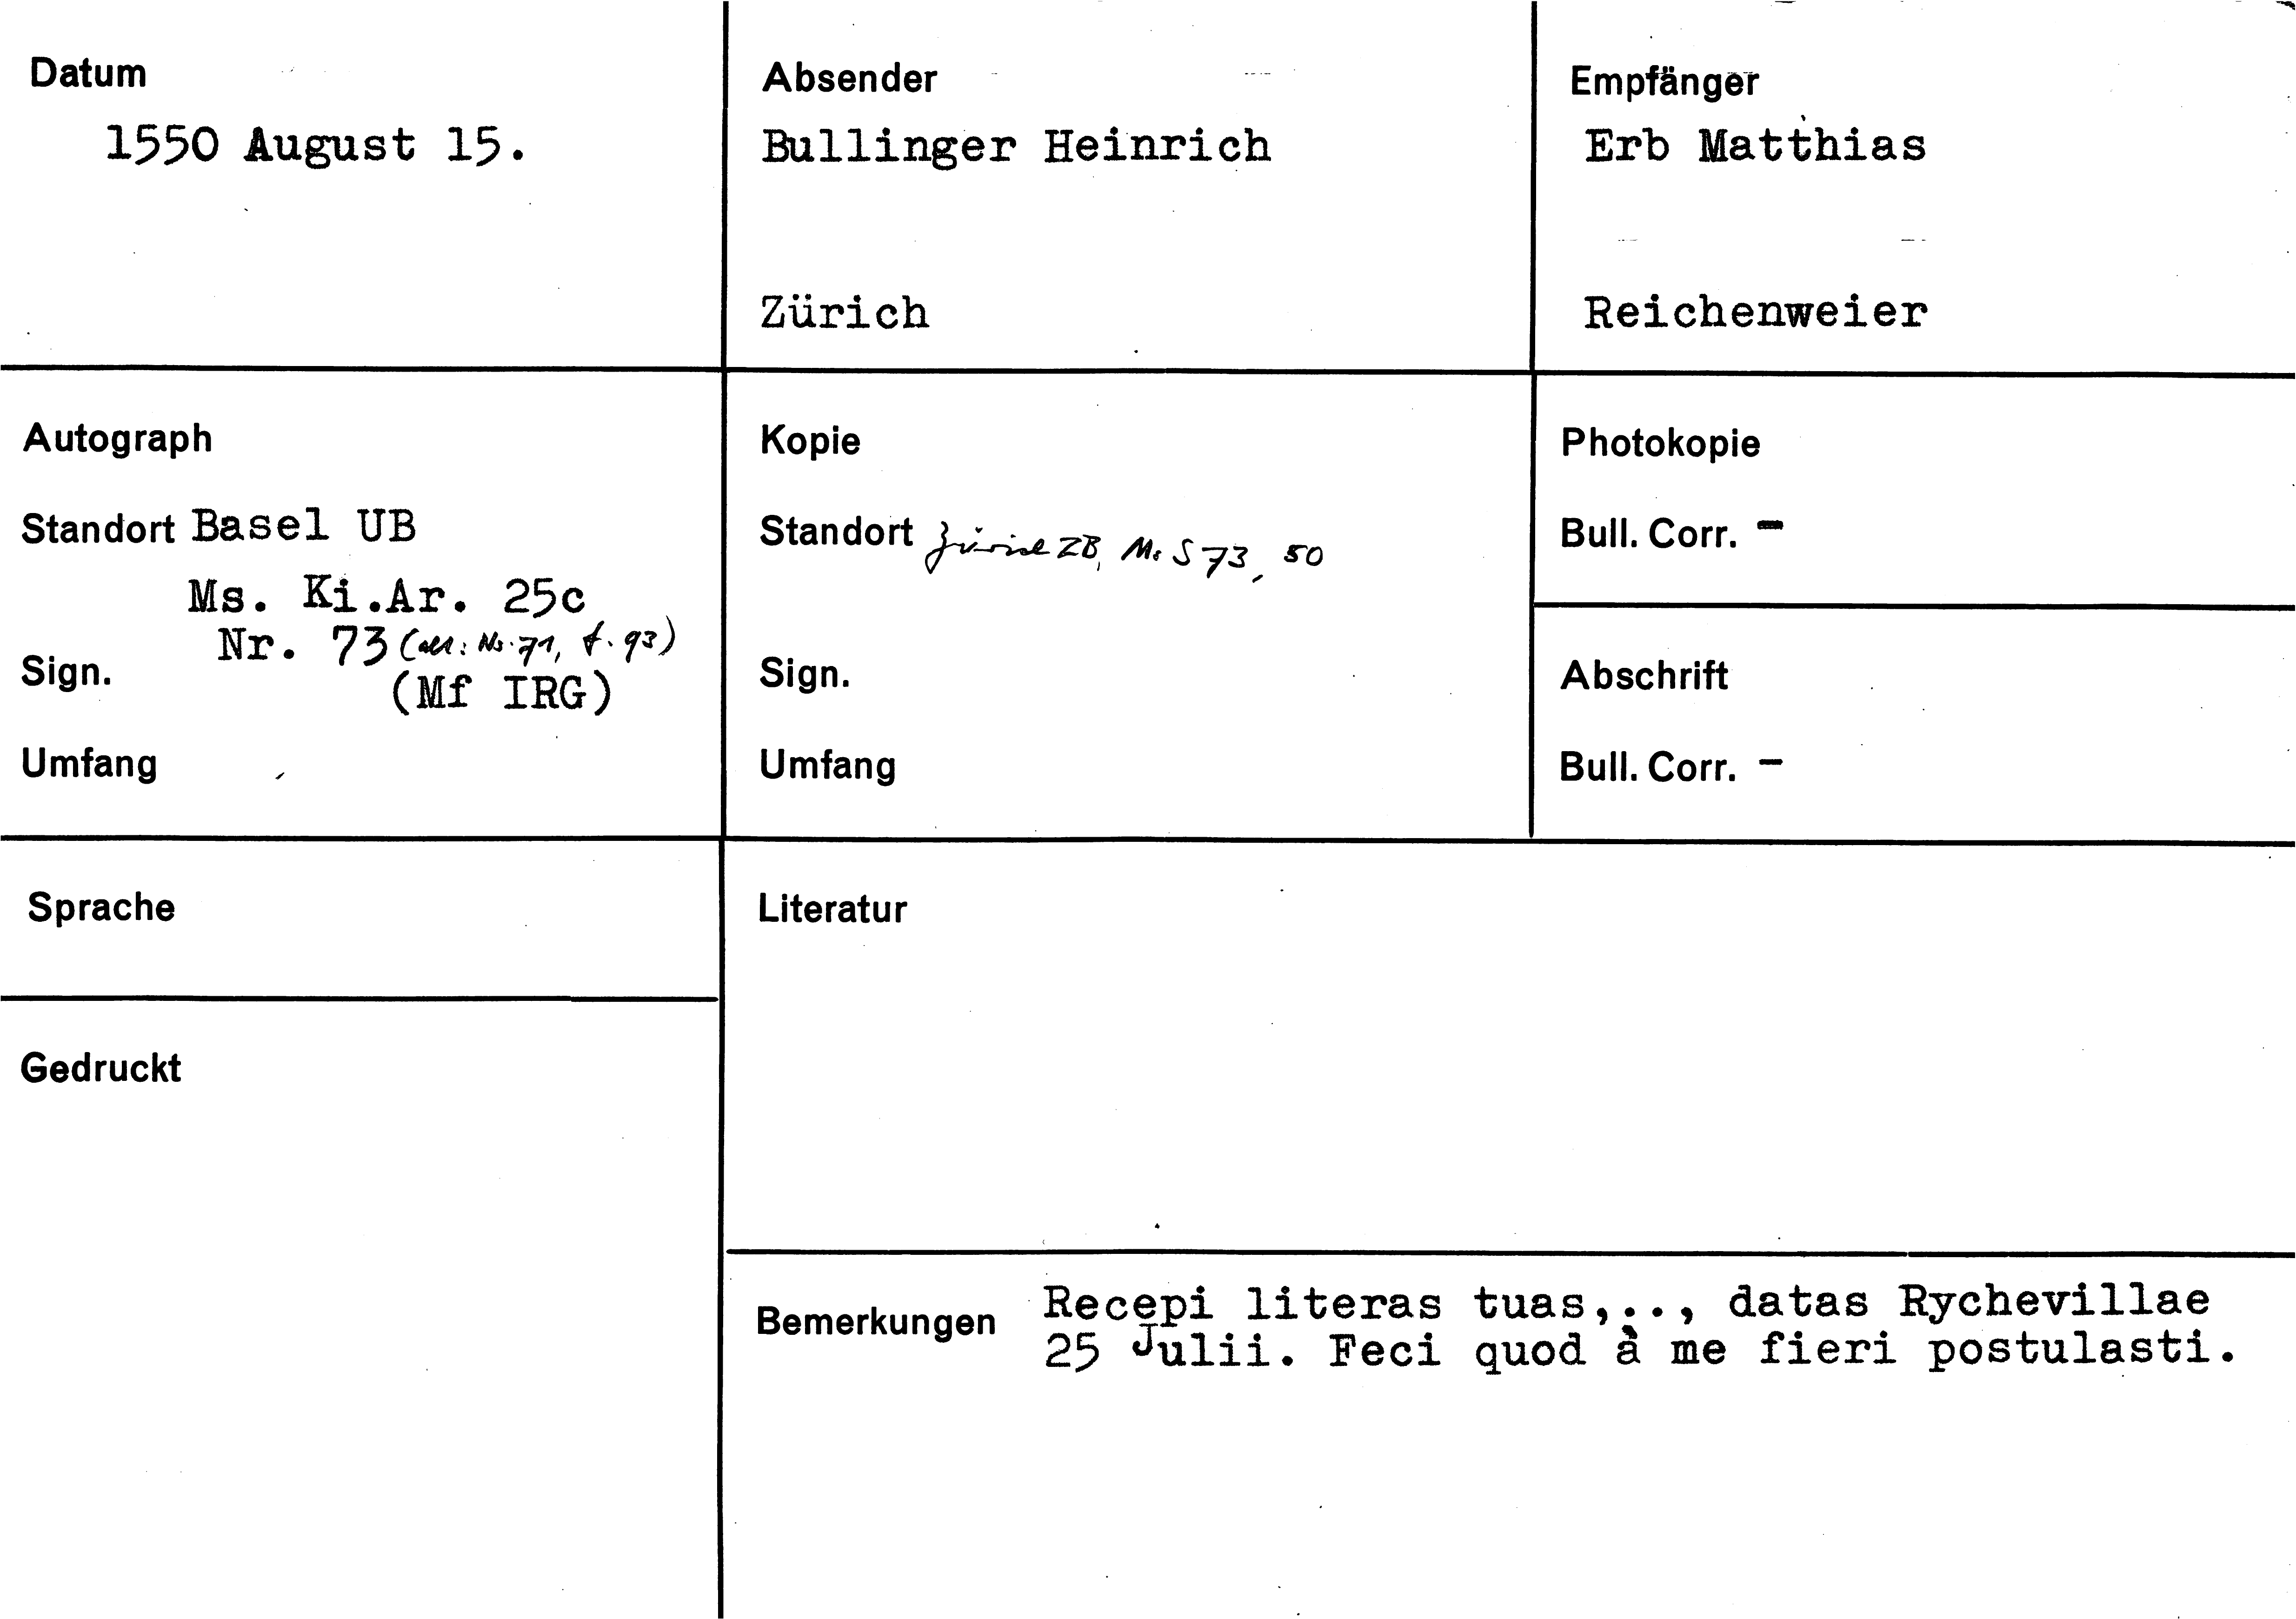 Datum
1550 August 15.
Absender
Bullinger Heinrich
Zürich
Empfänger
Erb Matthias
Reichenweier
Autograph
Standort Basel UB
Ms. Ki.Ar. 25c
Nr. 73 (all: Nr. 71, f. 93)
Sign.
(Mf IRG)
Umfang
Kopie
Standort Zürich ZB, Ms S 73, 50
Sign.
Umfang
Photokopie
Bull. Corr. -
Abschrift
Bull. Corr. -
Sprache
Gedruckt
Literatur
Bemerkungen Recepi literas tuas,.., datas Rychevillae
25 Julii. Feci quod à me fieri postulasti.